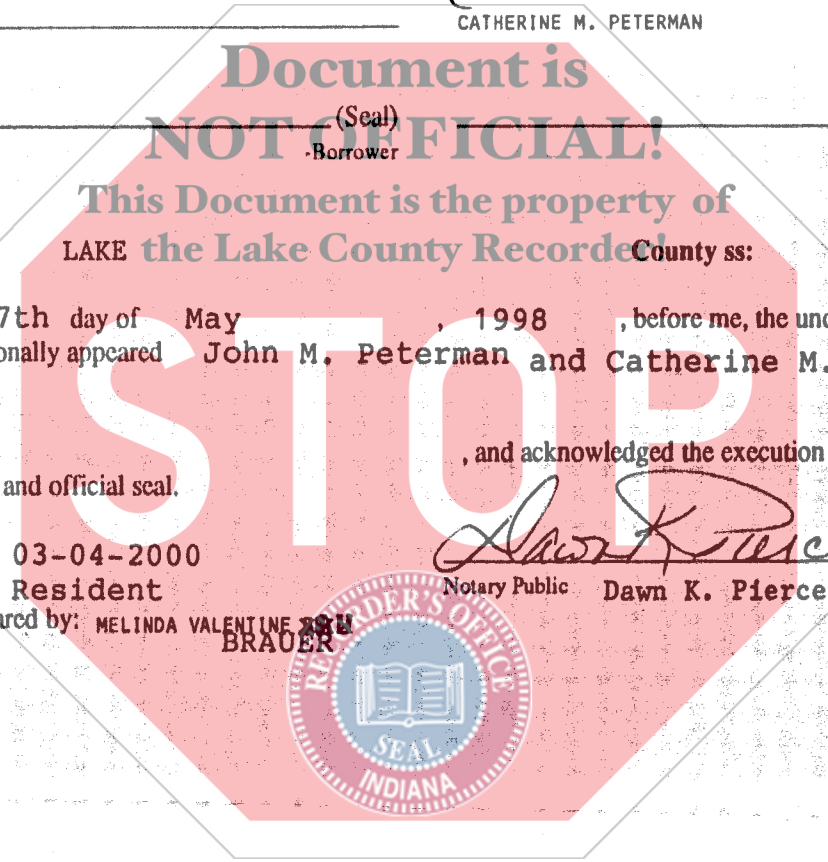 CATHERINE M. PETERMAN
Document is
(Seal)
NOT OFFICIAL!
-Borrower
This Document is the property of
LAKE the Lake County Recorder! County ss:
7th day of May , 1998 , before me, the und
onally appeared John M. Peterman and Catherine M.
STOP
, and acknowledged the execution
and official seal.
Dawn K Pierc
03-04-2000
Notary Public Dawn K. Pierce
Resident
ared by: MELINDA VALENTINE
BRAUER
RECORDER'S OFFICE
SEAL
INDIANA